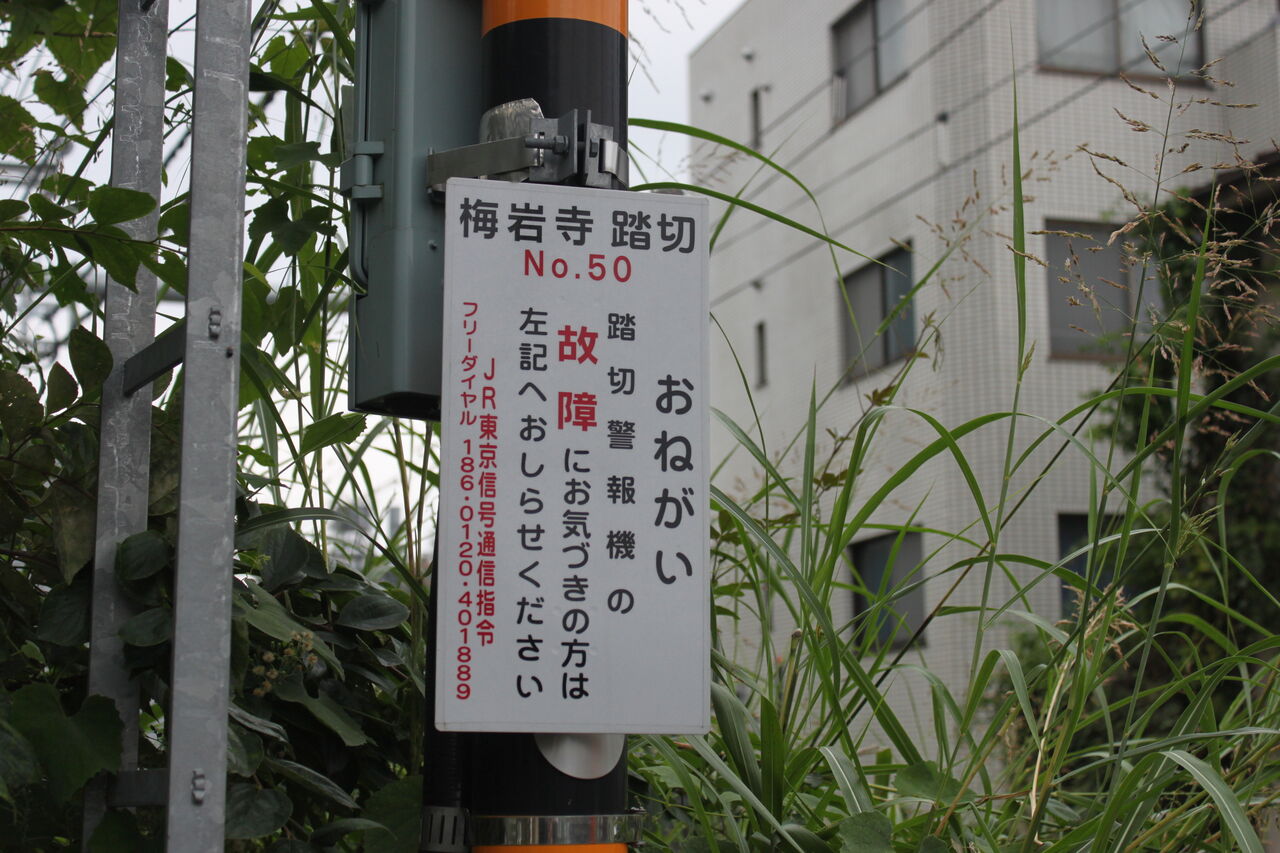 梅岩寺 踏切
No.50
おねがい
踏切警報機の
故障にお気づきの方は
左記へおしらせください
JR東京信号通信指令
フリーダイヤル 186.0120.401889